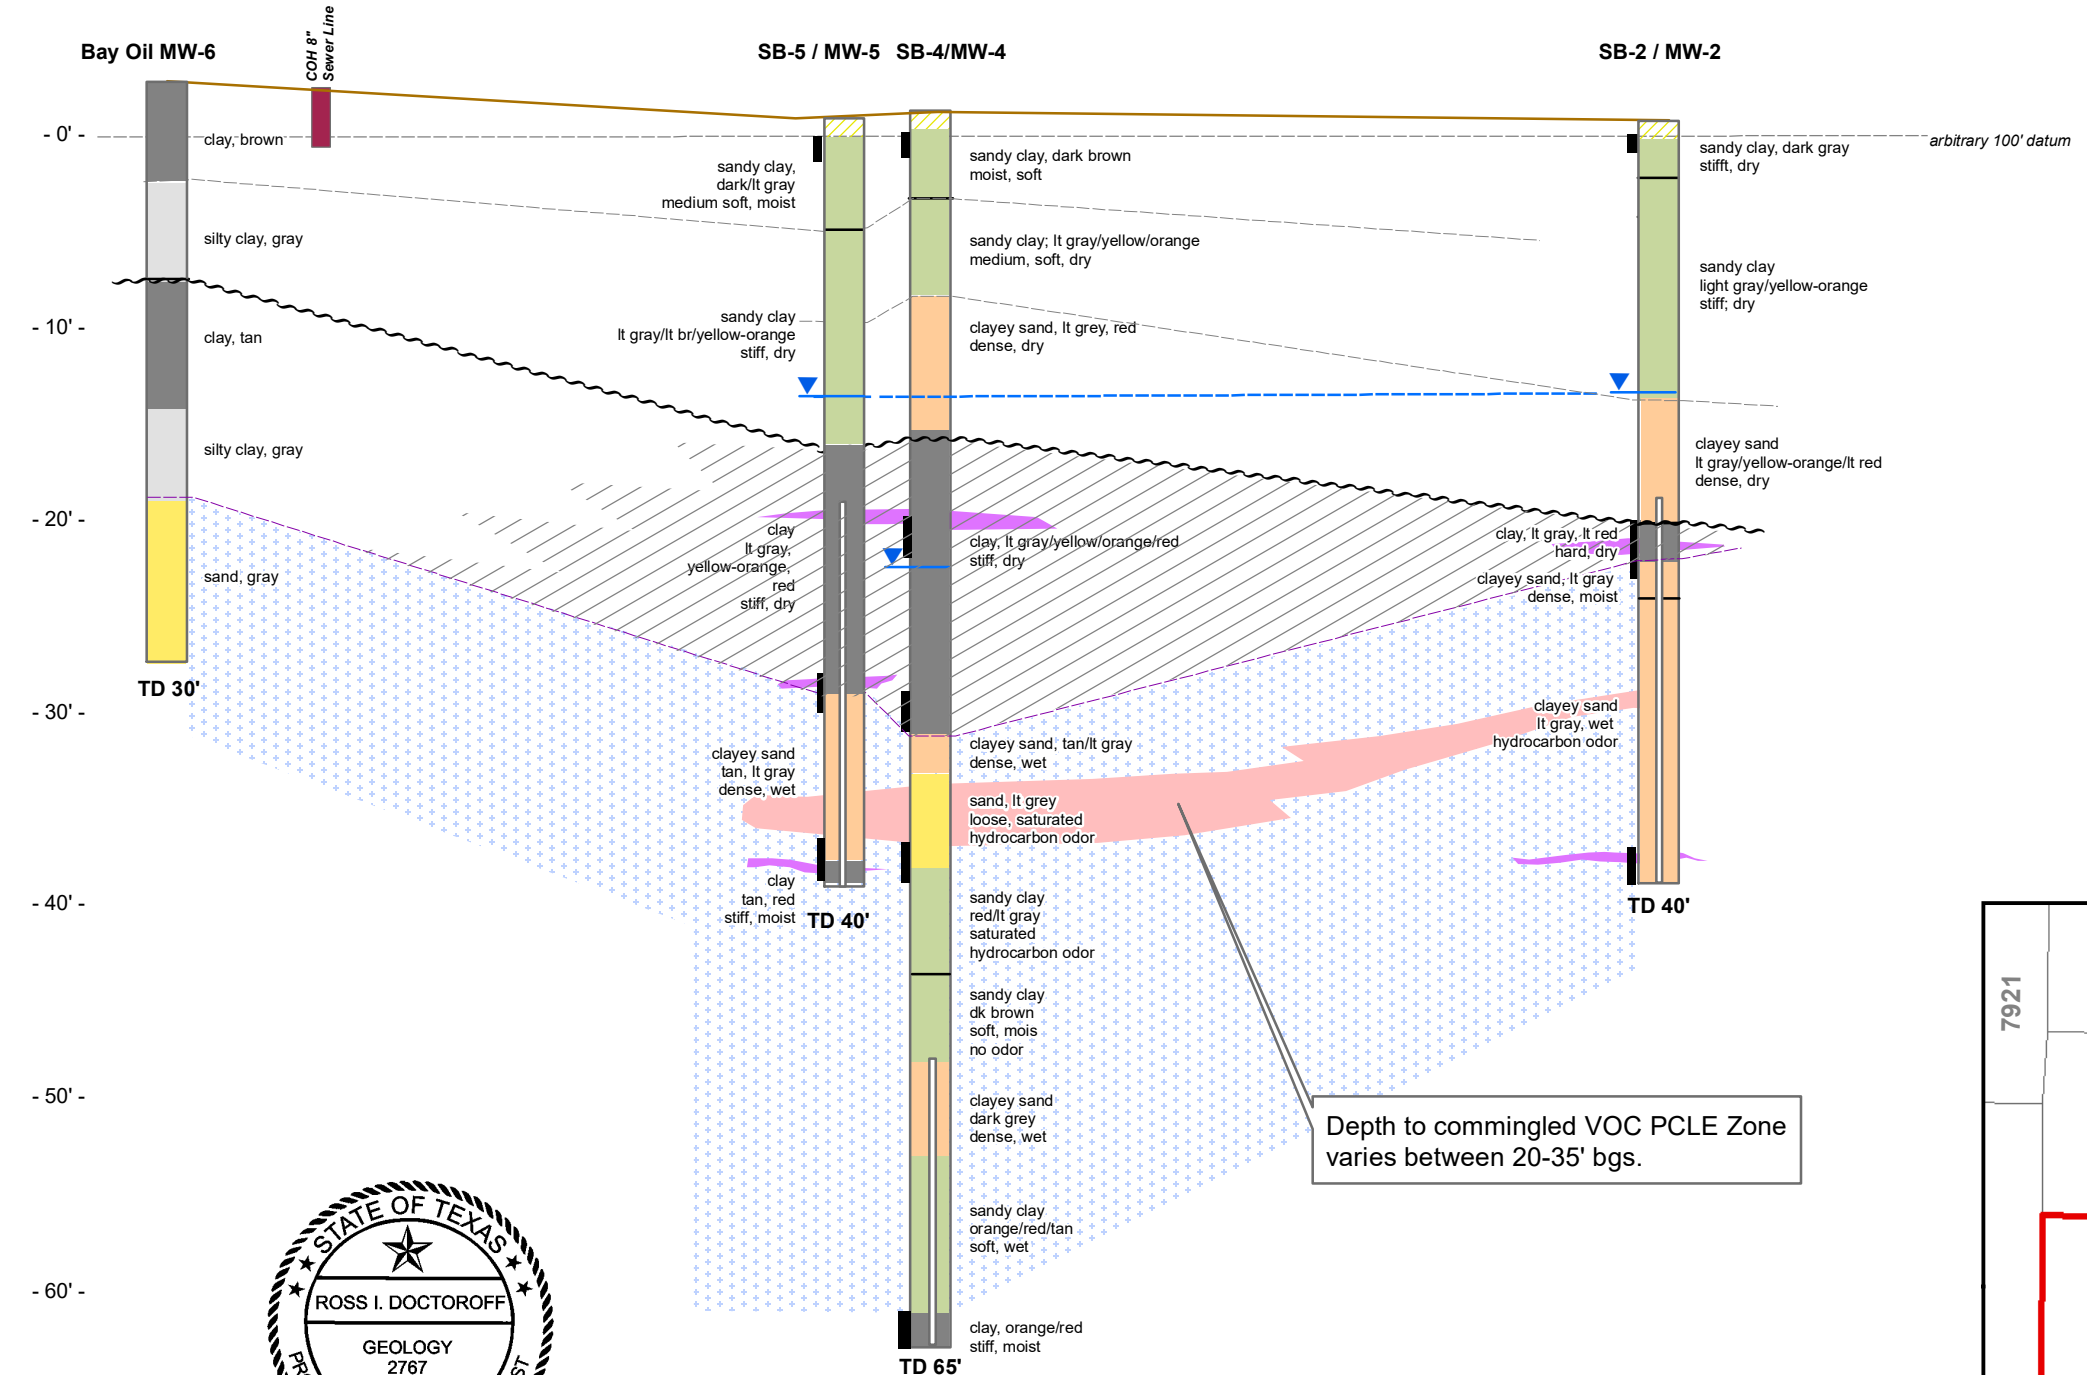 Bay Oil MW-6
COH 8"
Sewer Line
SB-5 / MW-5
SB-4/MW-4
SB-2 / MW-2
- 0' -
- 10' -
- 20' -
- 30' -
- 40' -
- 50' -
- 60' -
arbitrary 100' datum
clay, brown
silty clay, gray
clay, tan
silty clay, gray
sand, gray
TD 30'
sandy clay,
dark/lt gray
medium soft, moist
sandy clay
lt gray/lt br/yellow-orange
stiff, dry
clay
lt gray,
yellow-orange,
red
stiff, dry
clayey sand
tan, lt gray
dense, wet
clay
tan, red
stiff, moist
TD 40'
sandy clay, dark brown
moist, soft
sandy clay; lt gray/yellow/orange
medium, soft, dry
clayey sand, lt grey, red
dense, dry
clay, lt gray/yellow/orange/red
stiff, dry
clayey sand, tan/lt gray
dense, wet
sand, lt grey
loose, saturated
hydrocarbon odor
sandy clay
red/lt gray
saturated
hydrocarbon odor
sandy clay
dk brown
soft, mois
no odor
clayey sand
dark grey
dense, wet
sandy clay
orange/red/tan
soft, wet
clay, orange/red
stiff, moist
TD 65'
sandy clay, dark gray
stifft, dry
sandy clay
light gray/yellow-orange
stiff; dry
clayey sand
lt gray/yellow-orange/lt red
dense, dry
clay, lt gray, lt red
hard, dry
clayey sand, lt gray
dense, moist
clayey sand
lt gray, wet
hydrocarbon odor
TD 40'
Depth to commingled VOC PCLE Zone
varies between 20-35' bgs.
7921
STATE OF TEXAS
ROSS I. DOCTOROFF
GEOLOGY
2767